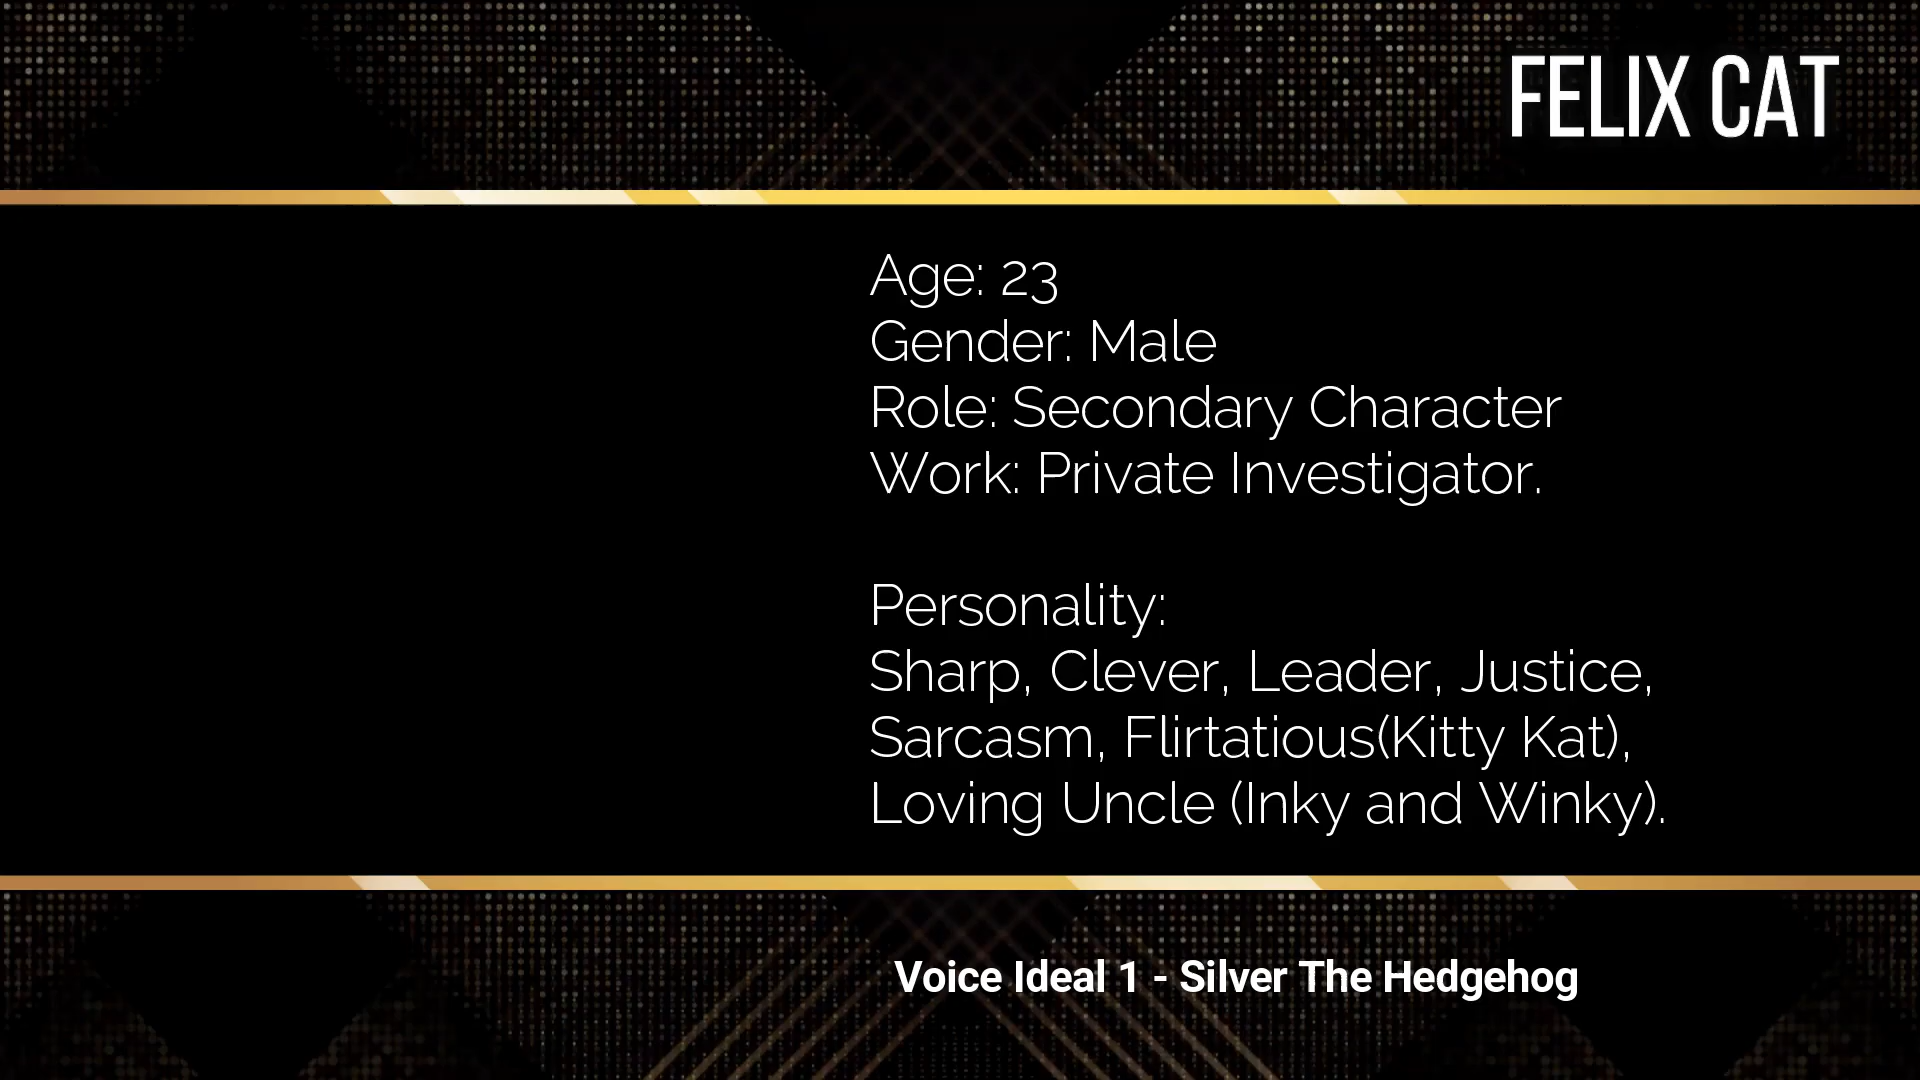 FELIX CAT
Age: 23
Gender: Male
Role: Secondary Character
Work: Private Investigator.
Personality:
Sharp, Clever, Leader, Justice,
Sarcasm, Flirtatious(Kitty Kat),
Loving Uncle (Inky and Winky).
Voice Ideal 1 - Silver The Hedgehog